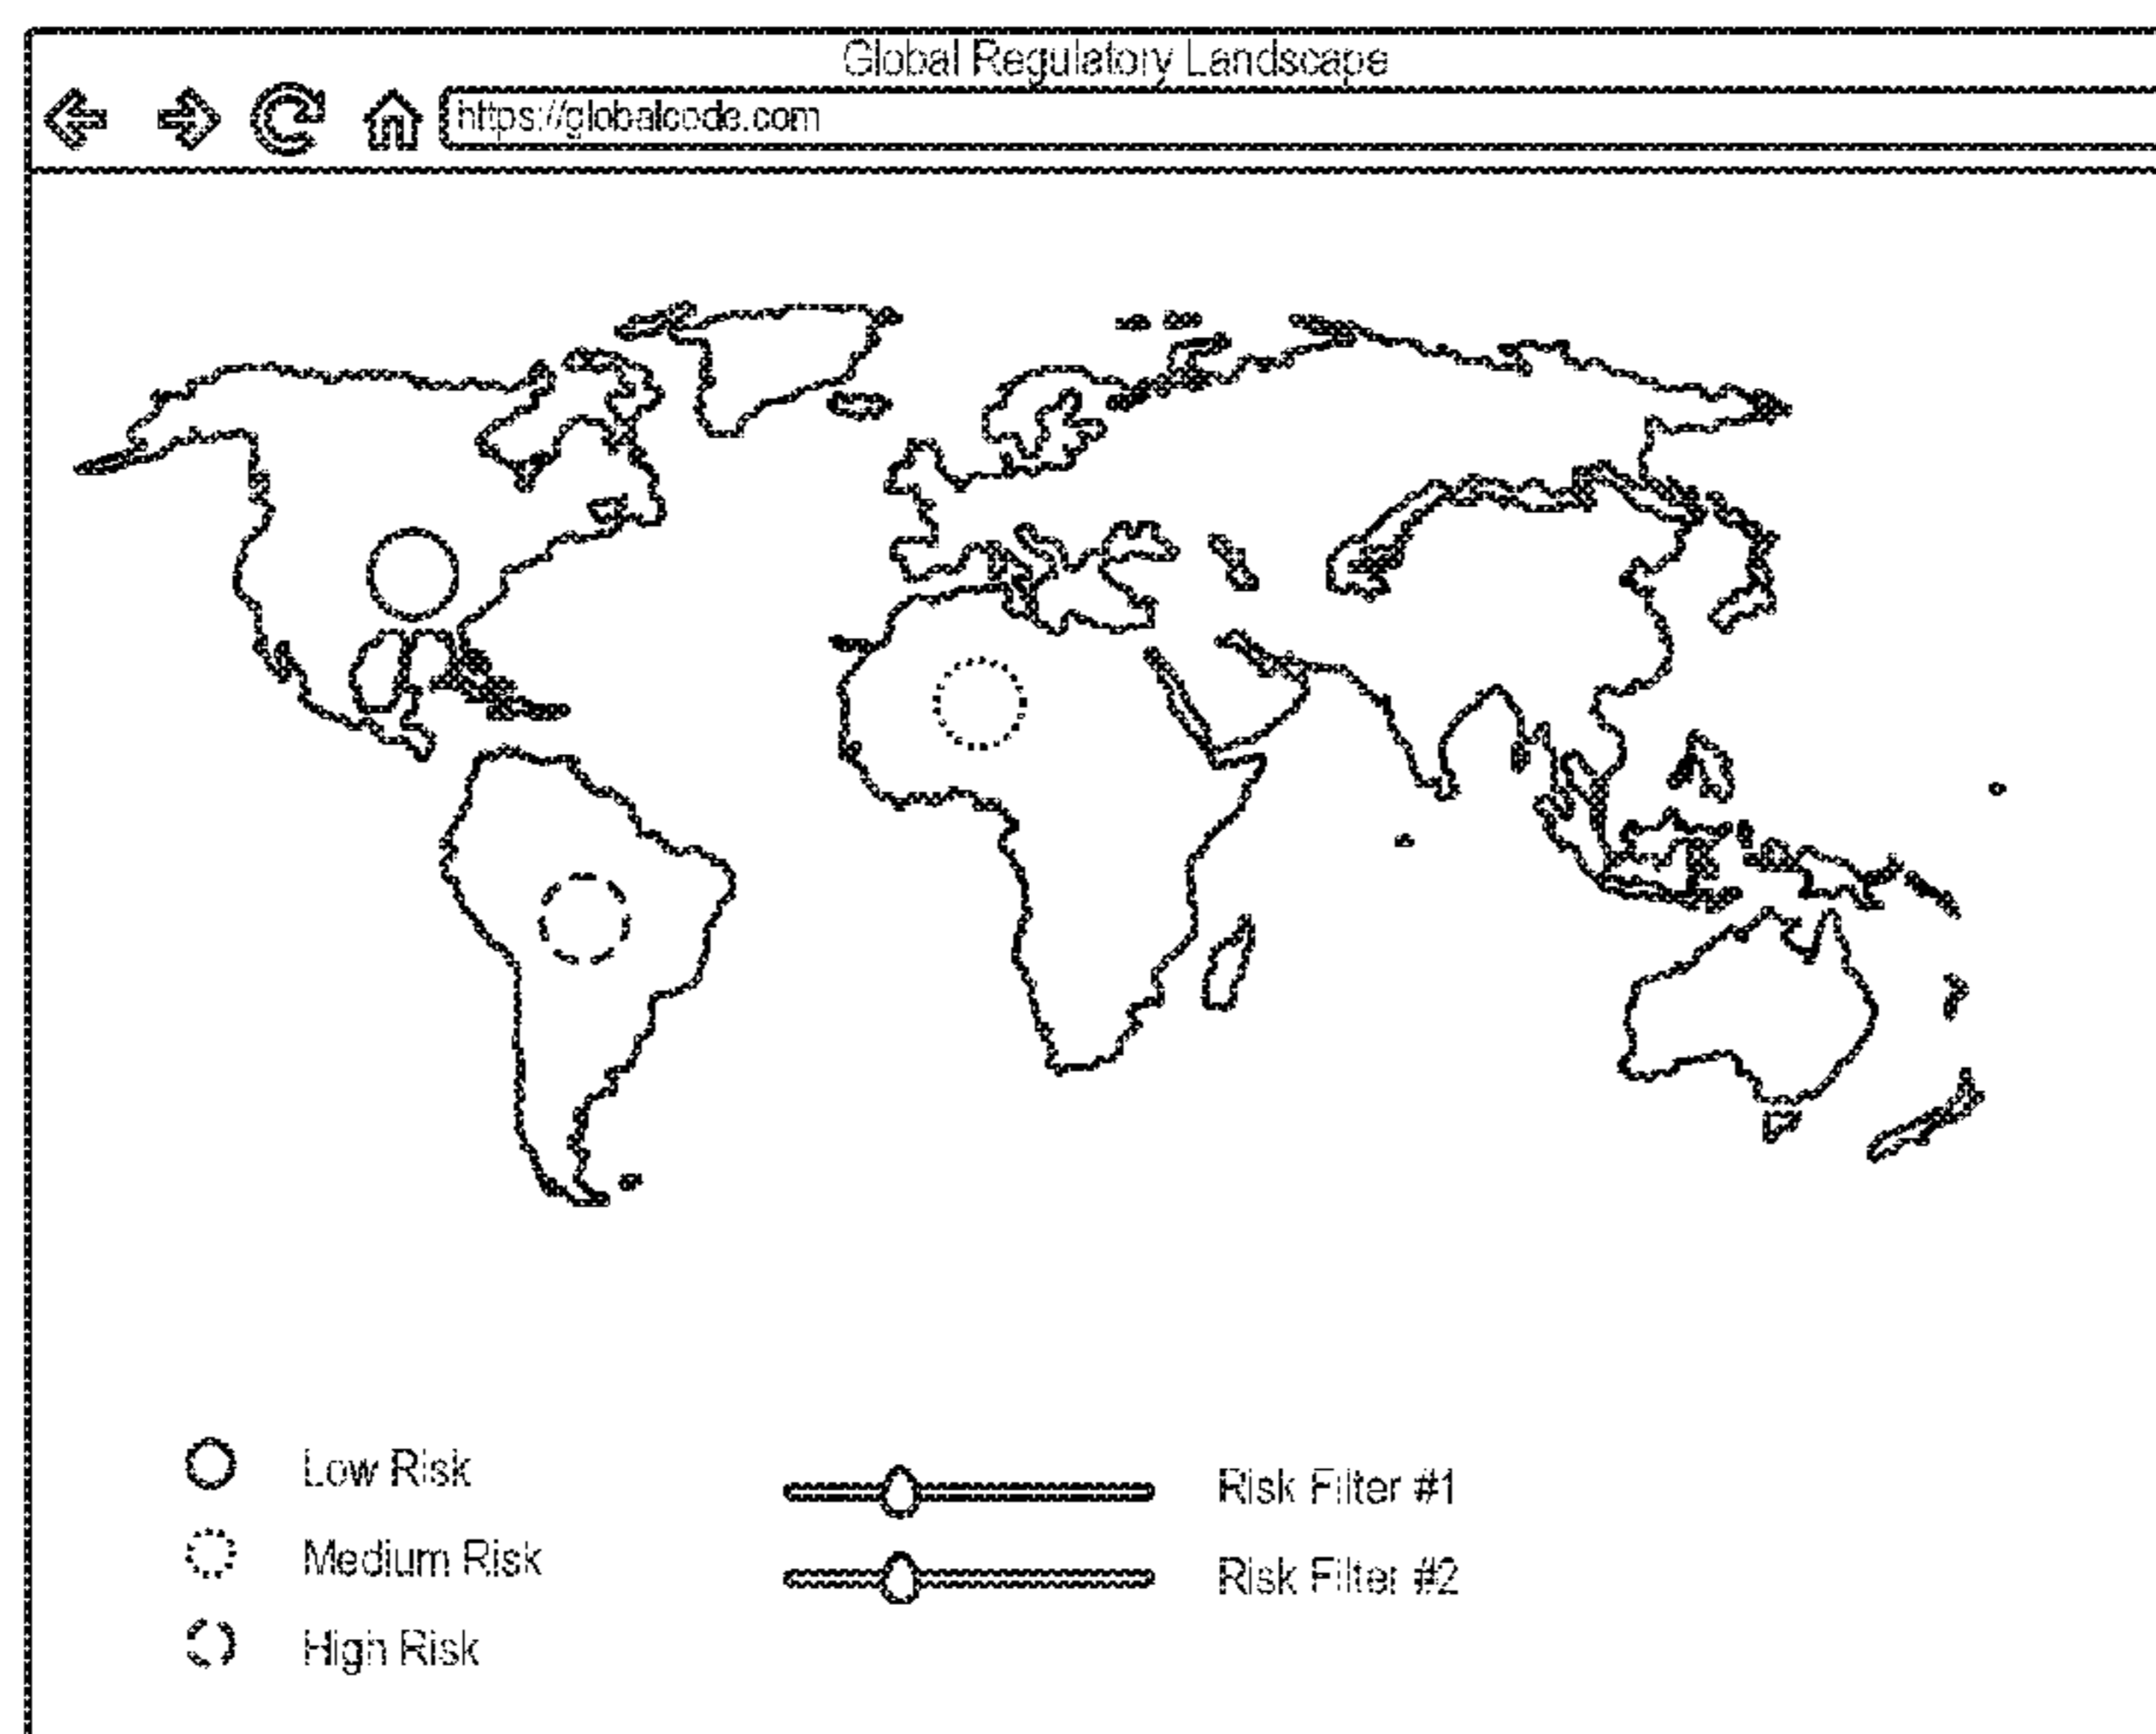 Global Regulatory Landscape
https://globalcode.com
Low Risk
Medium Risk
High Risk
Risk Filter #1
Risk Filter #2